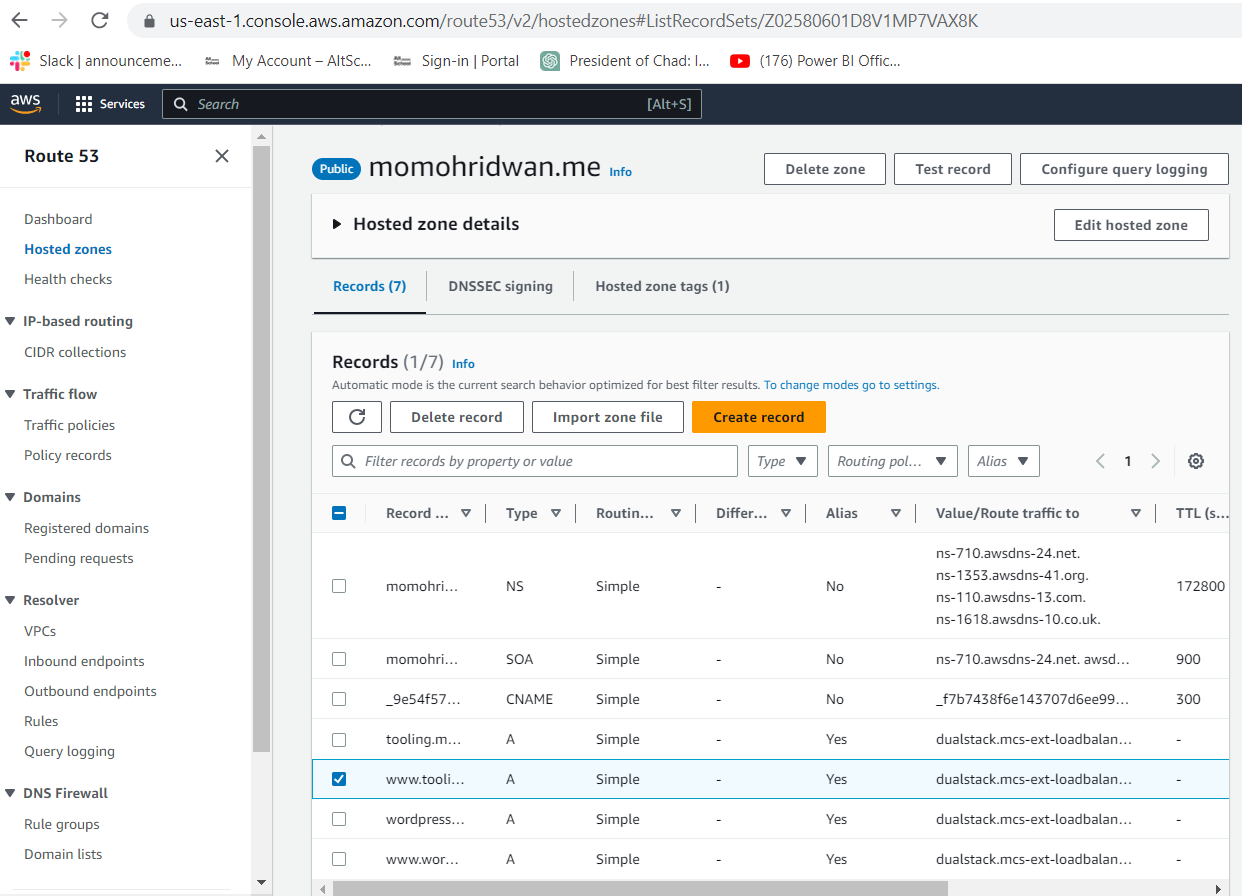 us-east-1.console.aws.amazon.com/route53/v2/hostedzones#ListRecordSets/Z02580601D8V1MP7VAX8K
Slack | announceme... My Account – AltSc... Sign-in | Portal President of Chad: I... (176) Power BI Offic...
aws Services Search [Alt+S]
Route 53
Dashboard
Hosted zones
Health checks
IP-based routing
CIDR collections
Traffic flow
Traffic policies
Policy records
Domains
Registered domains
Pending requests
Resolver
VPCs
Inbound endpoints
Outbound endpoints
Rules
Query logging
DNS Firewall
Rule groups
Domain lists
Public momohridwan.me Info Delete zone Test record Configure query logging
Hosted zone details Edit hosted zone
Records (7) DNSSEC signing Hosted zone tags (1)
Records (1/7) Info
Automatic mode is the current search behavior optimized for best filter results. To change modes go to settings.
Delete record Import zone file Create record
Filter records by property or value Type Routing pol... Alias 1
Record ... Type Routin... Differ... Alias Value/Route traffic to TTL (s...
momohri... NS Simple - No ns-710.awsdns-24.net. 172800
ns-1353.awsdns-41.org.
ns-110.awsdns-13.com.
ns-1618.awsdns-10.co.uk.
momohri... SOA Simple - No ns-710.awsdns-24.net. awsd... 900
_9e54f57... CNAME Simple - No _f7b7438f6e143707d6ee99... 300
tooling.m... A Simple - Yes dualstack.mcs-ext-loadbalan... -
www.tooli... A Simple - Yes dualstack.mcs-ext-loadbalan... -
wordpress... A Simple - Yes dualstack.mcs-ext-loadbalan... -
www.wor... A Simple - Yes dualstack.mcs-ext-loadbalan... -